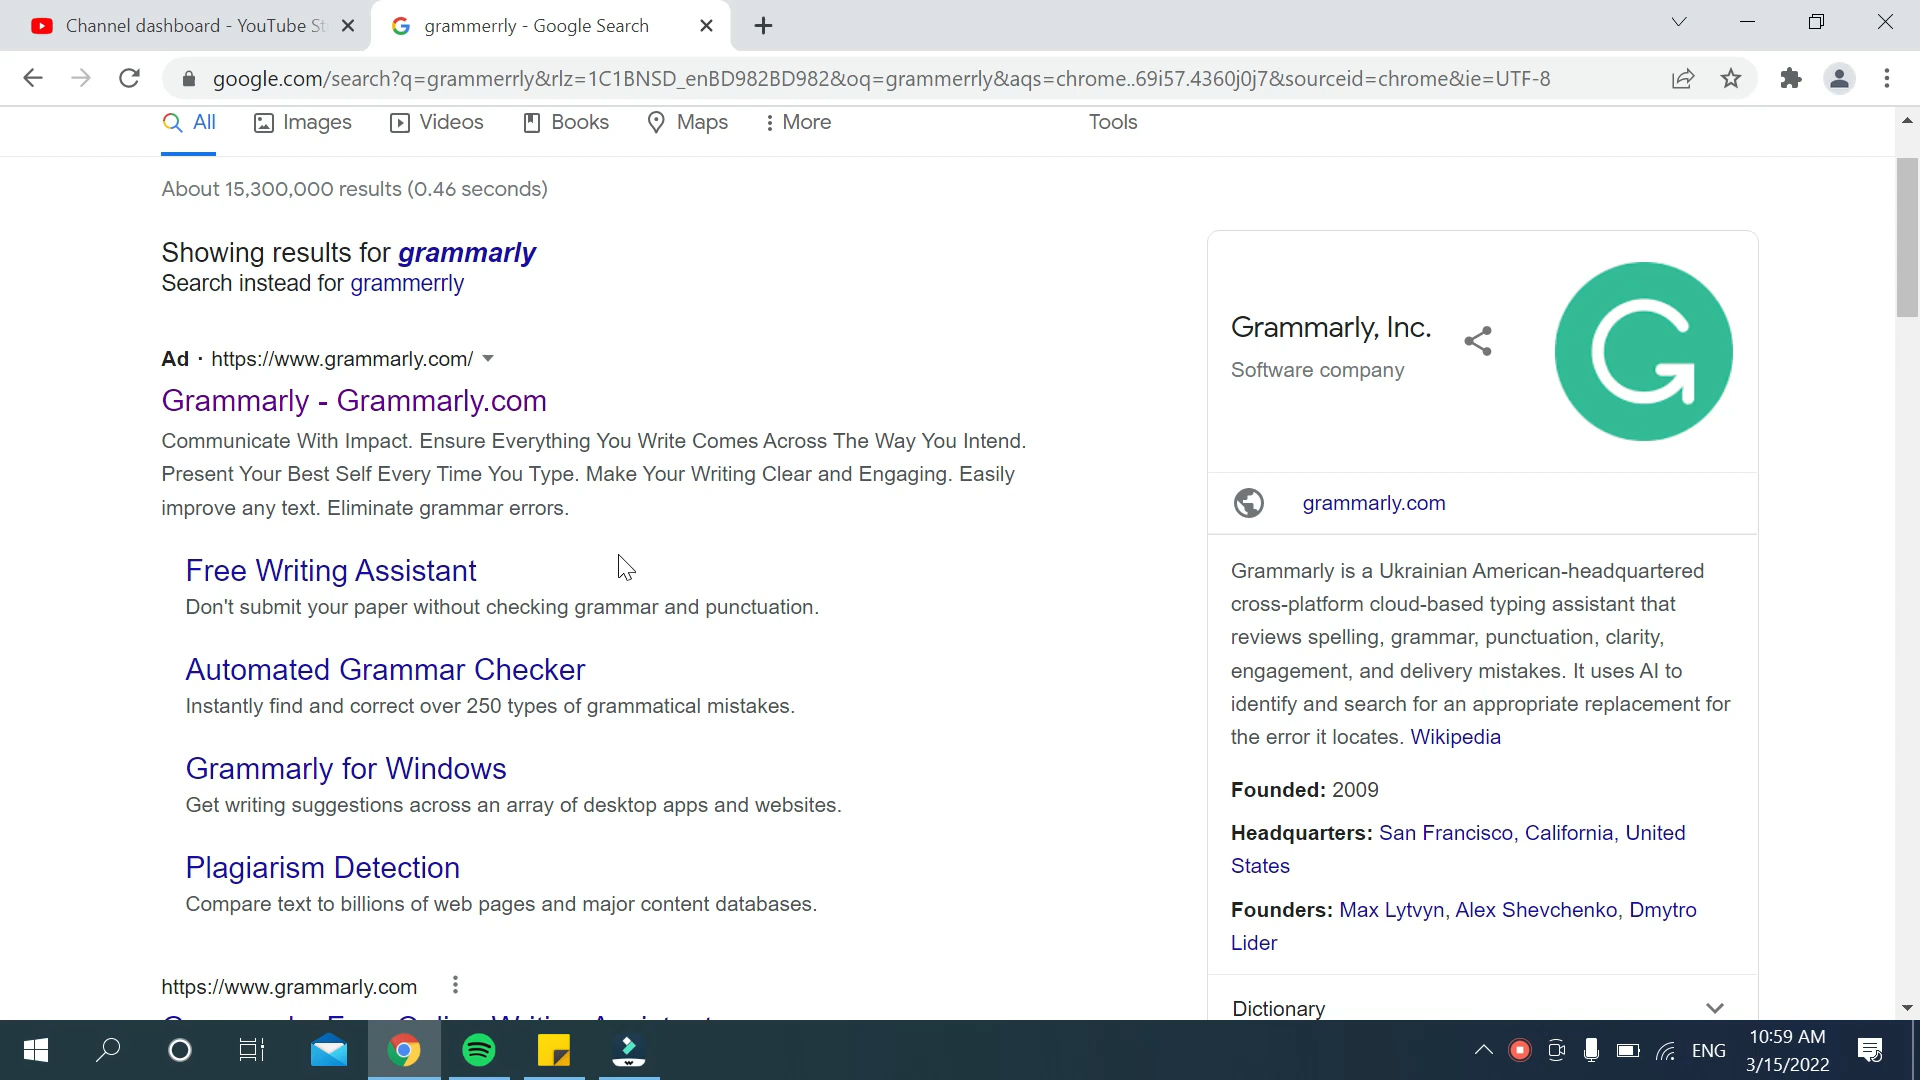 Channel dashboard - YouTube St
grammerrly - Google Search
google.com/search?q=grammerrly&rlz=1C1BNSD_enBD982BD982&oq=grammerrly&aqs=chrome..69i57.4360j0j7&sourceid=chrome&ie=UTF-8
All
Images
Videos
Books
Maps
More
Tools
About 15,300,000 results (0.46 seconds)
Showing results for grammarly
Search instead for grammerrly
Ad · https://www.grammarly.com/
Grammarly - Grammarly.com
Communicate With Impact. Ensure Everything You Write Comes Across The Way You Intend.
Present Your Best Self Every Time You Type. Make Your Writing Clear and Engaging. Easily
improve any text. Eliminate grammar errors.
Free Writing Assistant
Don't submit your paper without checking grammar and punctuation.
Automated Grammar Checker
Instantly find and correct over 250 types of grammatical mistakes.
Grammarly for Windows
Get writing suggestions across an array of desktop apps and websites.
Plagiarism Detection
Compare text to billions of web pages and major content databases.
https://www.grammarly.com
Grammarly, Inc.
Software company
grammarly.com
Grammarly is a Ukrainian American-headquartered
cross-platform cloud-based typing assistant that
reviews spelling, grammar, punctuation, clarity,
engagement, and delivery mistakes. It uses AI to
identify and search for an appropriate replacement for
the error it locates. Wikipedia
Founded: 2009
Headquarters: San Francisco, California, United
States
Founders: Max Lytvyn, Alex Shevchenko, Dmytro
Lider
Dictionary
ENG
10:59 AM
3/15/2022